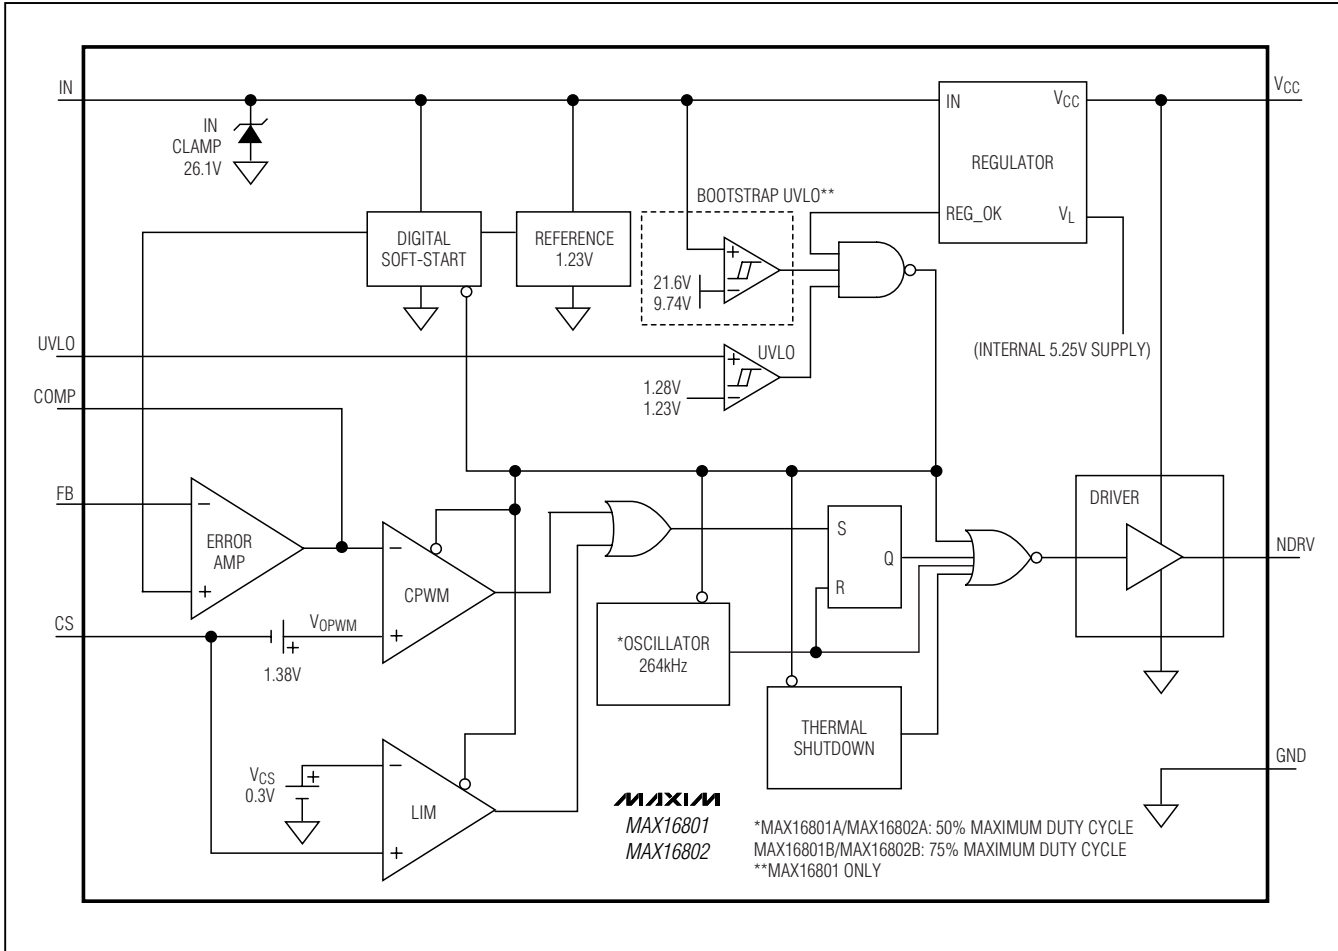 IN
VCC
IN
CLAMP
26.1V
IN
VCC
REGULATOR
REG_OK
VL
BOOTSTRAP UVLO**
DIGITAL
SOFT-START
REFERENCE
1.23V
+
21.6V
9.74V
−
(INTERNAL 5.25V SUPPLY)
UVLO
UVLO
+
COMP
1.28V
1.23V
−
FB
−
ERROR
AMP
+
−
CPWM
+
S
Q
R
DRIVER
NDRV
CS
VOPWM
+
1.38V
*OSCILLATOR
264kHz
THERMAL
SHUTDOWN
GND
VCS
0.3V
+
−
LIM
+
MAXIM
MAX16801
MAX16802
*MAX16801A/MAX16802A: 50% MAXIMUM DUTY CYCLE
MAX16801B/MAX16802B: 75% MAXIMUM DUTY CYCLE
**MAX16801 ONLY